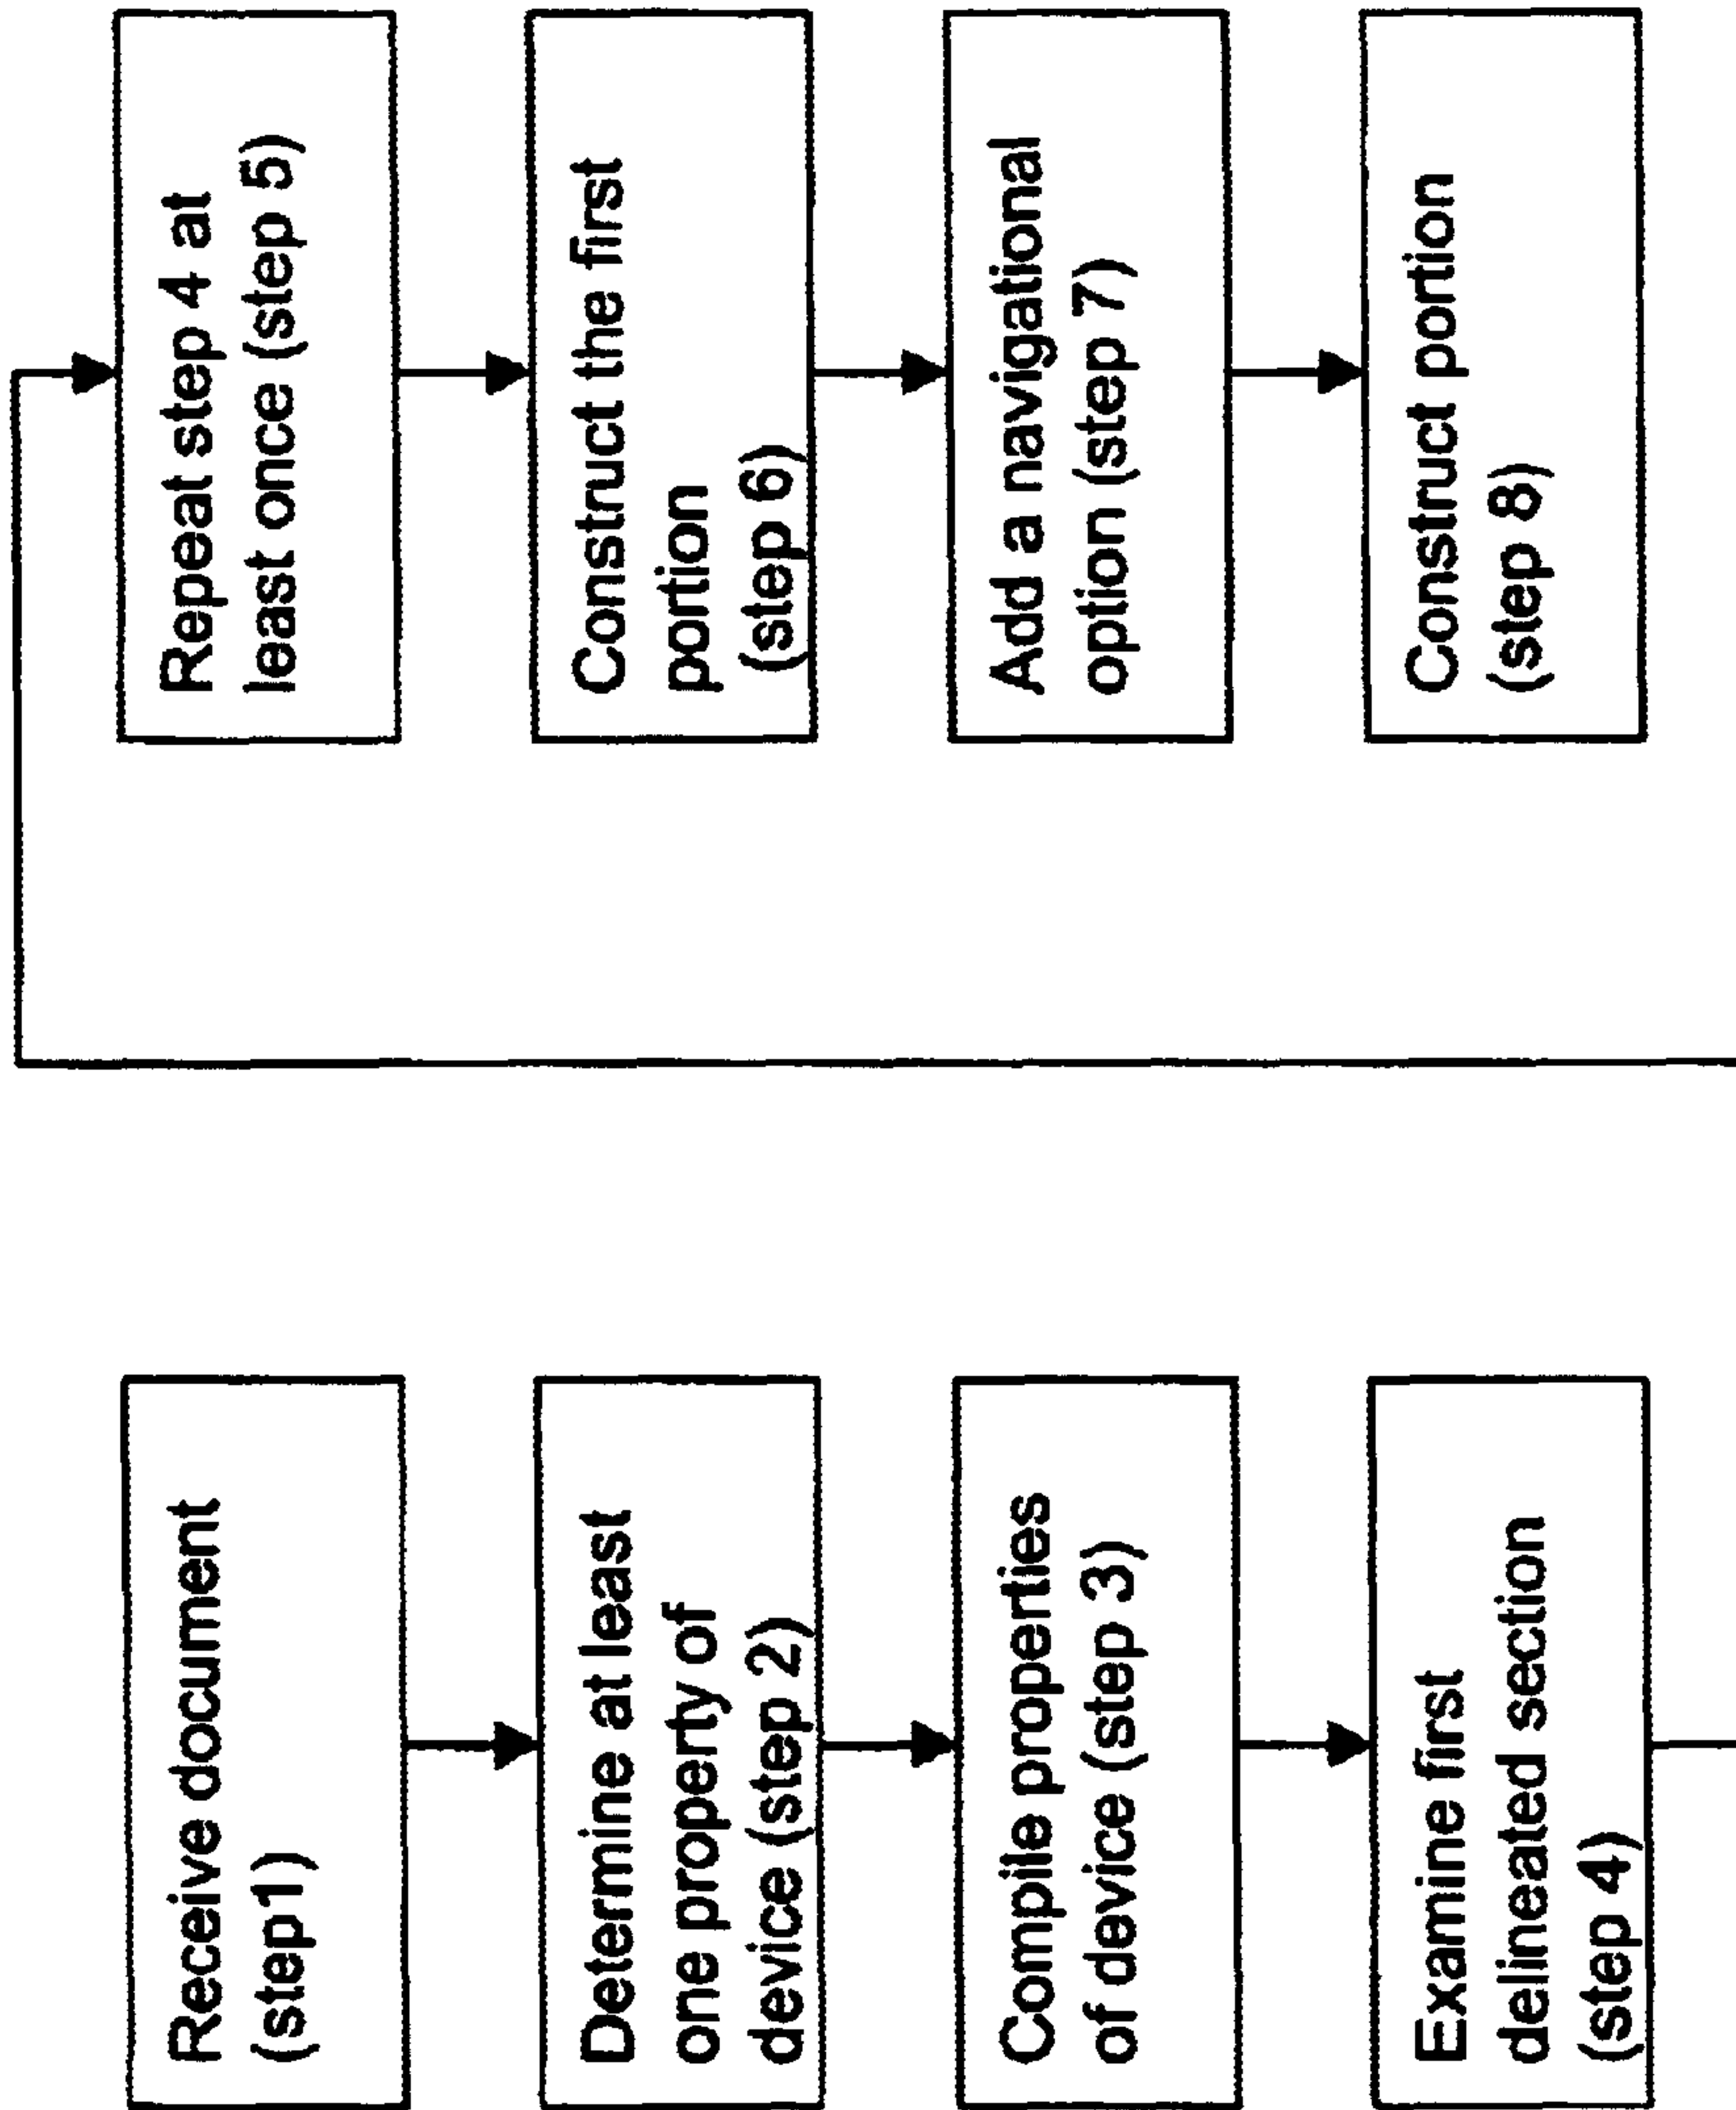 Receive document
(step1)
Determine at least
one property of
device (step 2)
Compile properties
of device (step 3)
Examine first
delineated section
(step 4)
Repeat step 4 at
least once (step 5)
Construct the first
portion
(step 6)
Add a navigational
option (step 7)
Construct portion
(step 8)